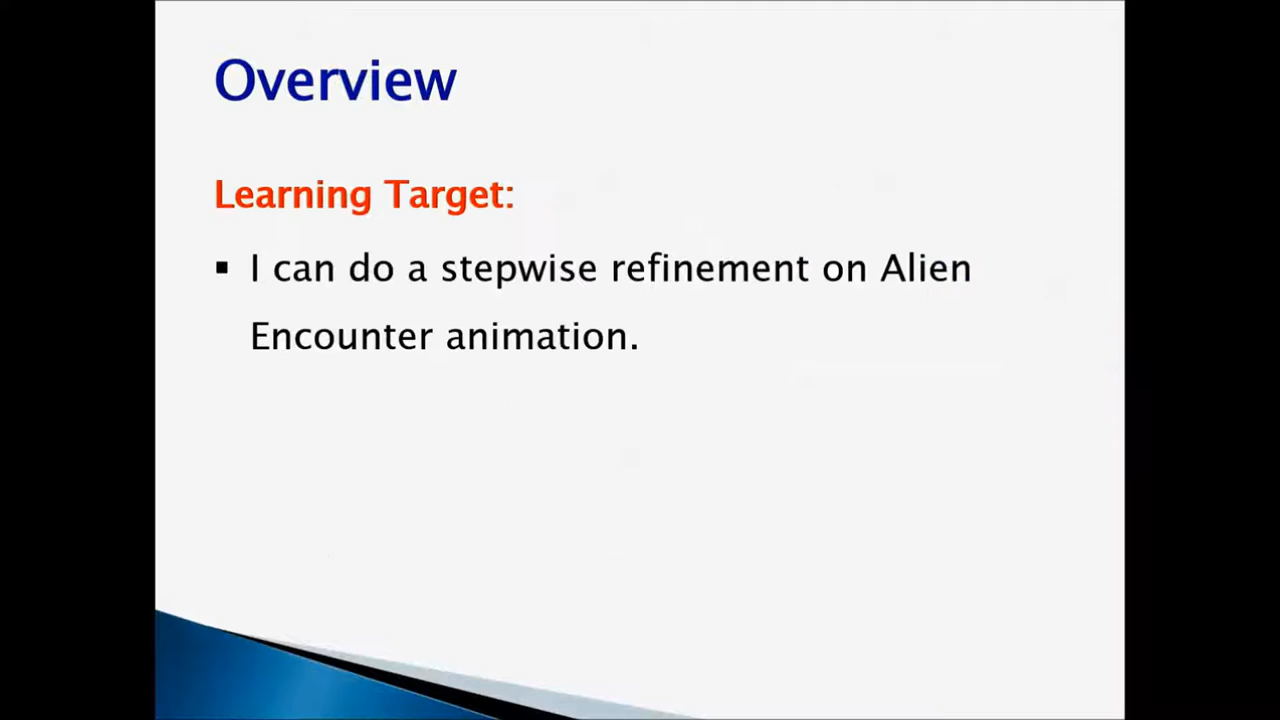 Overview
Learning Target:
▪ I can do a stepwise refinement on Alien
Encounter animation.